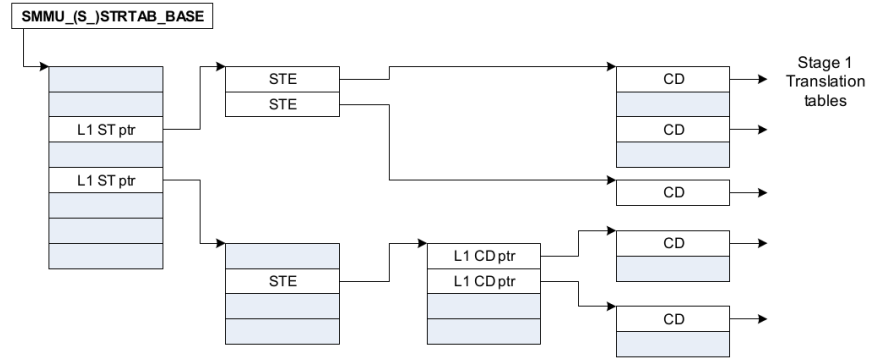 SMMU_(S_)STRTAB_BASE
STE
CD
Stage 1
Translation
tables
STE
L1 ST ptr
CD
L1 ST ptr
CD
L1 CD ptr
CD
STE
L1 CD ptr
CD